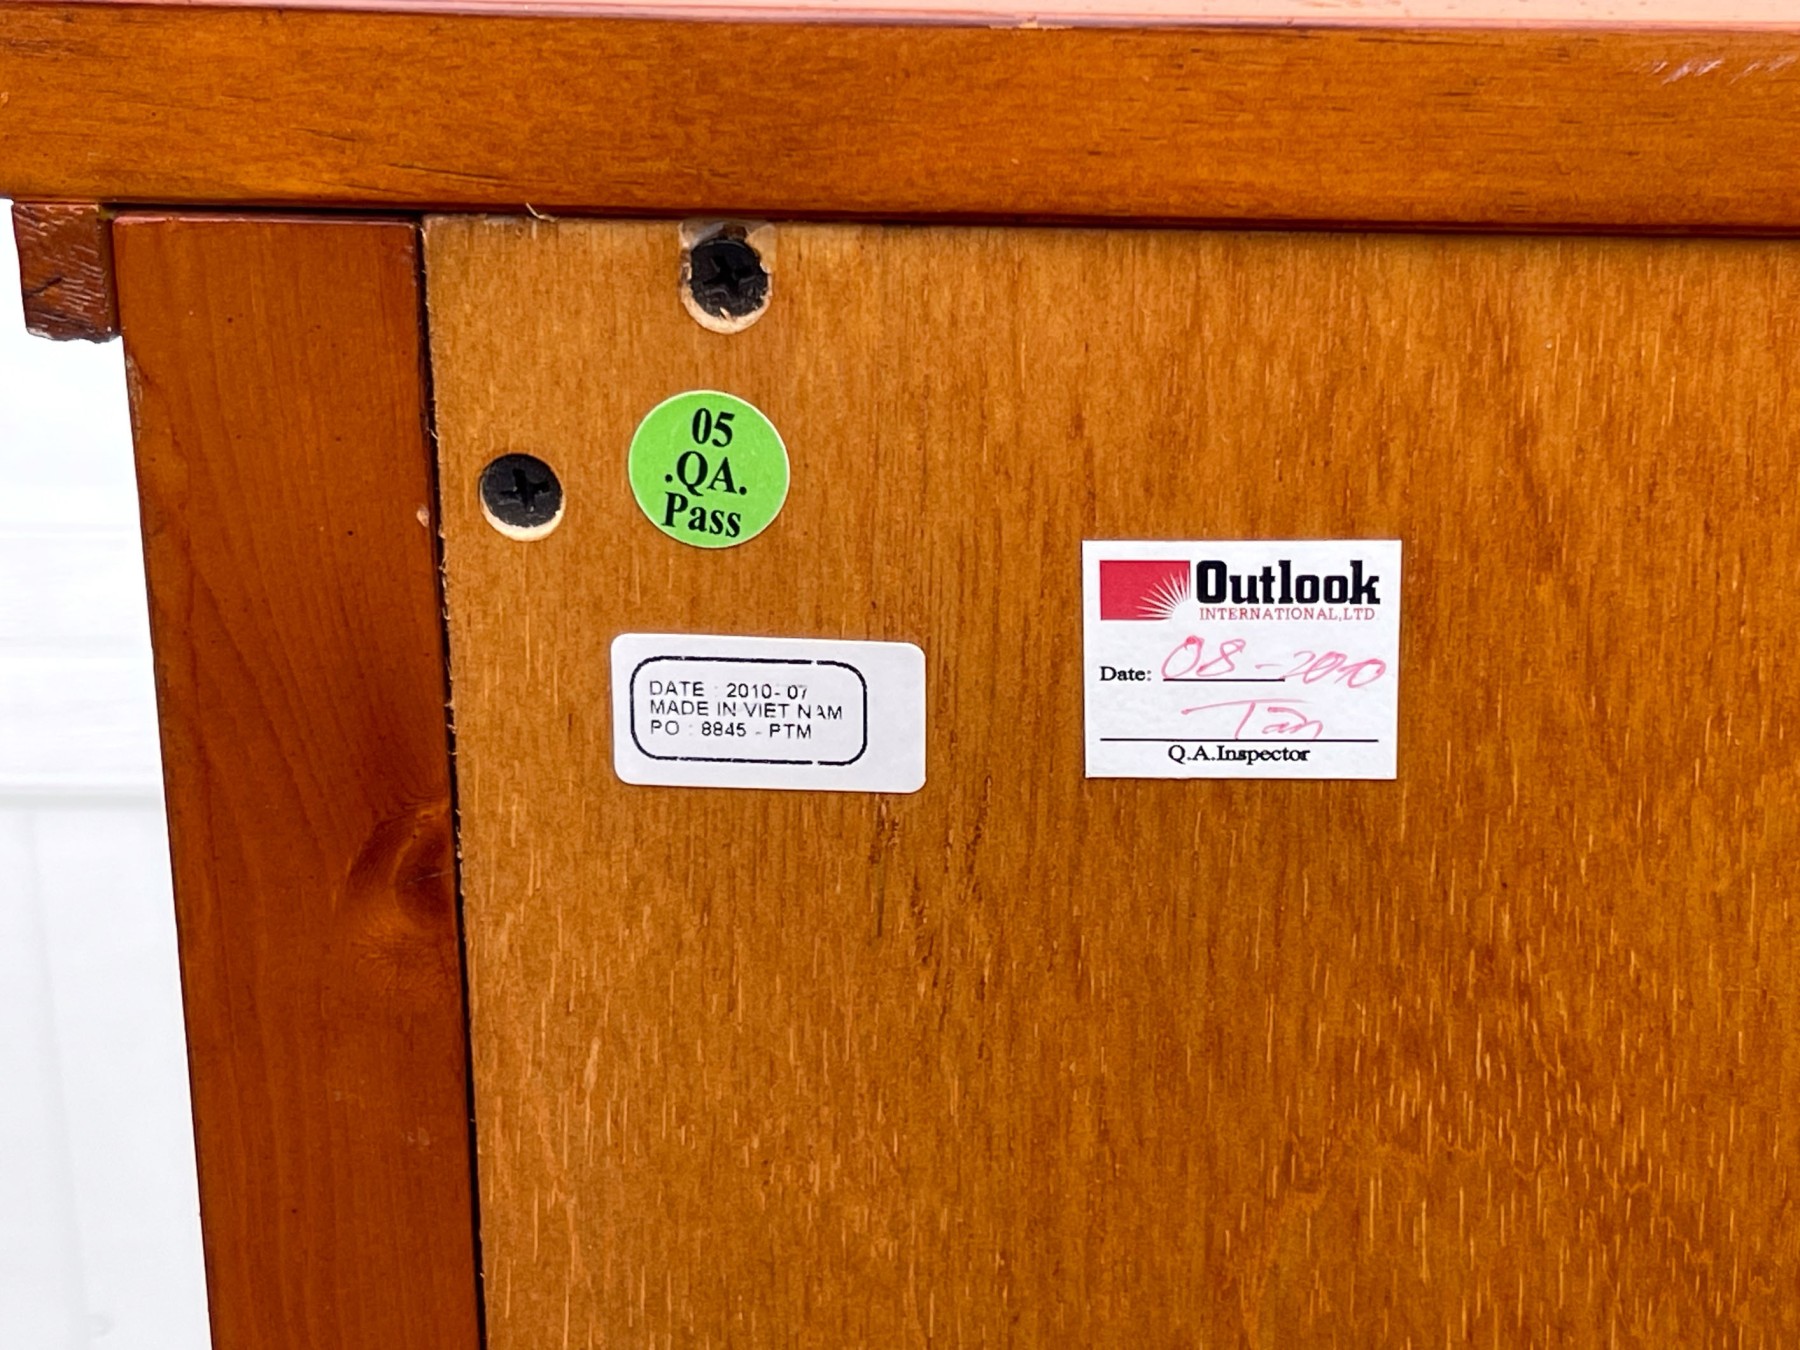 05
.QA.
Pass
Outlook
INTERNATIONAL,LTD
Date: 08-2010
Tan
Q.A.Inspector
DATE : 2010-07
MADE IN VIET NAM
PO : 8845 - PTM